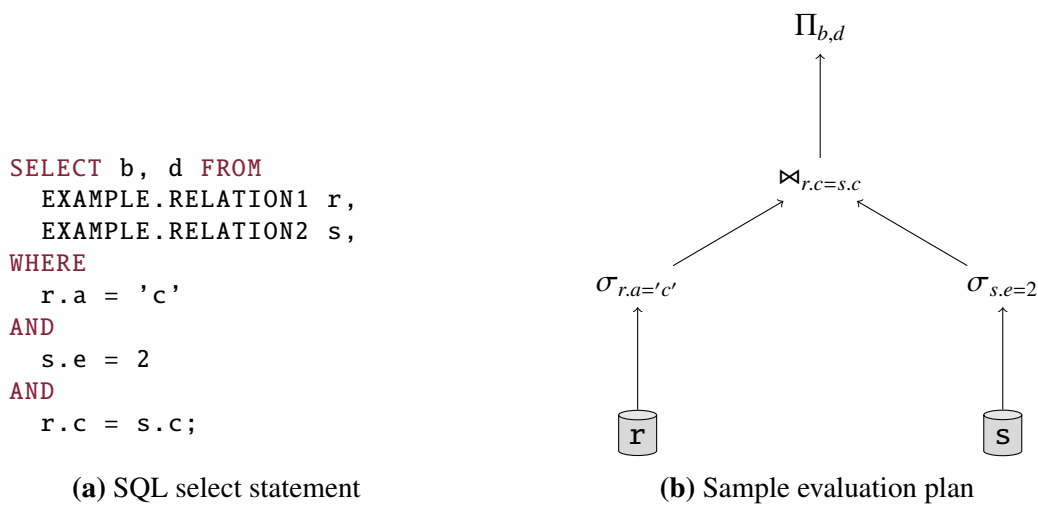 SELECT b, d FROM
EXAMPLE.RELATION1 r,
EXAMPLE.RELATION2 s,
WHERE
r.a = 'c'
AND
s.e = 2
AND
r.c = s.c;
(a) SQL select statement
Π_{b,d}
⋈_{r.c=s.c}
σ_{r.a='c'}
σ_{s.e=2}
r
s
(b) Sample evaluation plan